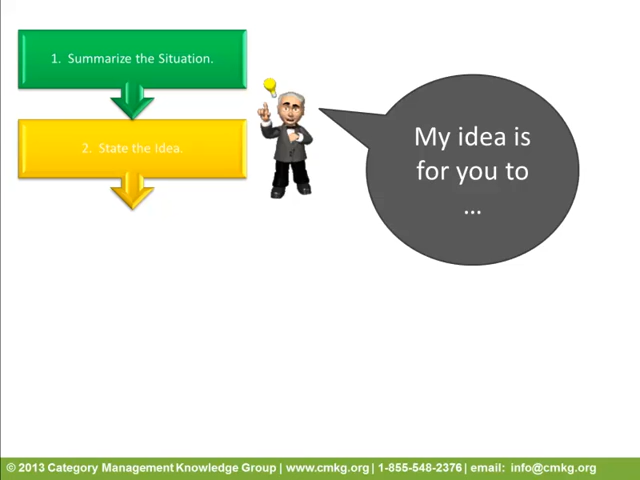 1. Summarize the Situation.
2. State the Idea.
My idea is
for you to
...
© 2013 Category Management Knowledge Group | www.cmkg.org | 1-855-548-2376 | email: info@cmkg.org